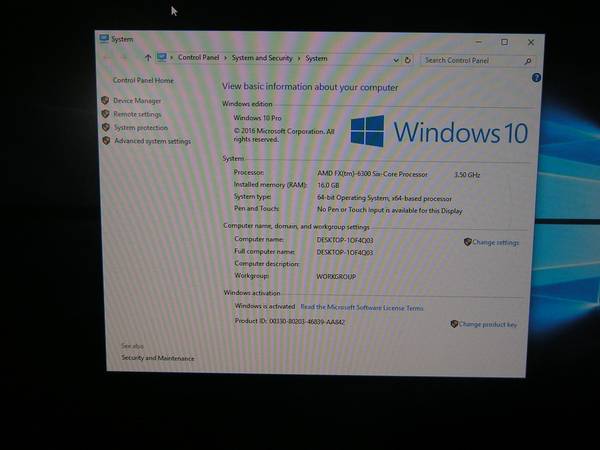 System
Control Panel > System and Security > System
Search Control Panel
Control Panel Home
Device Manager
Remote settings
System protection
Advanced system settings
See also
Security and Maintenance
View basic information about your computer
Windows edition
Windows 10 Pro
© 2016 Microsoft Corporation. All
rights reserved.
Windows 10
System
Processor: AMD FX(tm)-6300 Six-Core Processor 3.50 GHz
Installed memory (RAM): 16.0 GB
System type: 64-bit Operating System, x64-based processor
Pen and Touch: No Pen or Touch Input is available for this Display
Computer name, domain, and workgroup settings
Computer name: DESKTOP-1OF4Q03
Change settings
Full computer name: DESKTOP-1OF4Q03
Computer description:
Workgroup: WORKGROUP
Windows activation
Windows is activated Read the Microsoft Software License Terms
Product ID: 00330-80203-46839-AA842
Change product key